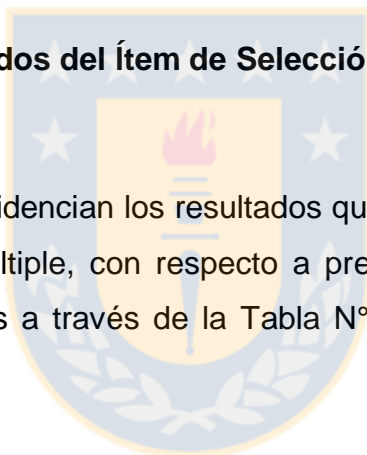 dos del Ítem de Selecció
idencian los resultados qu
ltiple, con respecto a pre
s a través de la Tabla N°